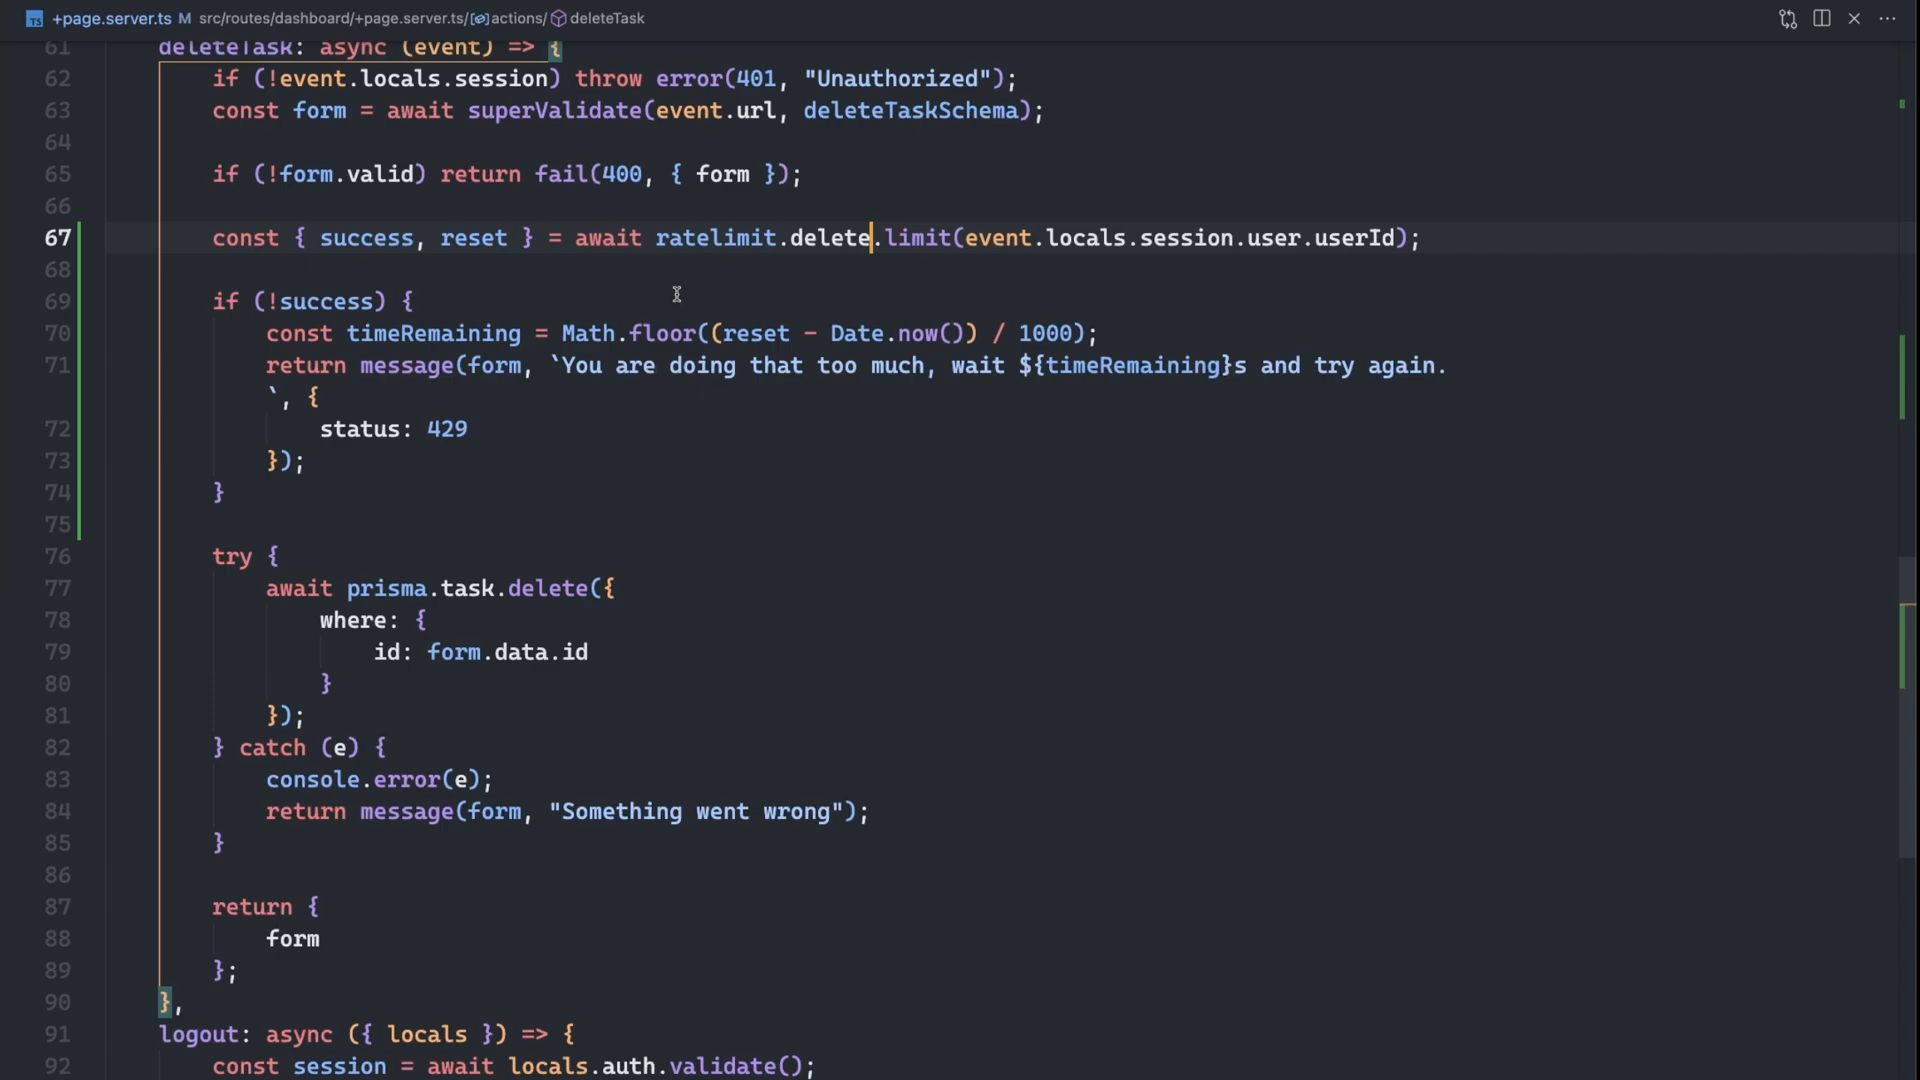 TS +page.server.ts M src/routes/dashboard/+page.server.ts/[@]actions/ deleteTask
61 deleteTask: async (event) => {
62 if (!event.locals.session) throw error(401, "Unauthorized");
63 const form = await superValidate(event.url, deleteTaskSchema);
64
65 if (!form.valid) return fail(400, { form });
66
67 const { success, reset } = await ratelimit.delete.limit(event.locals.session.user.userId);
68
69 if (!success) {
70 const timeRemaining = Math.floor((reset - Date.now()) / 1000);
71 return message(form, `You are doing that too much, wait ${timeRemaining}s and try again.
`, {
72 status: 429
73 });
74 }
75
76 try {
77 await prisma.task.delete({
78 where: {
79 id: form.data.id
80 }
81 });
82 } catch (e) {
83 console.error(e);
84 return message(form, "Something went wrong");
85 }
86
87 return {
88 form
89 };
90 },
91 logout: async ({ locals }) => {
92 const session = await locals.auth.validate();